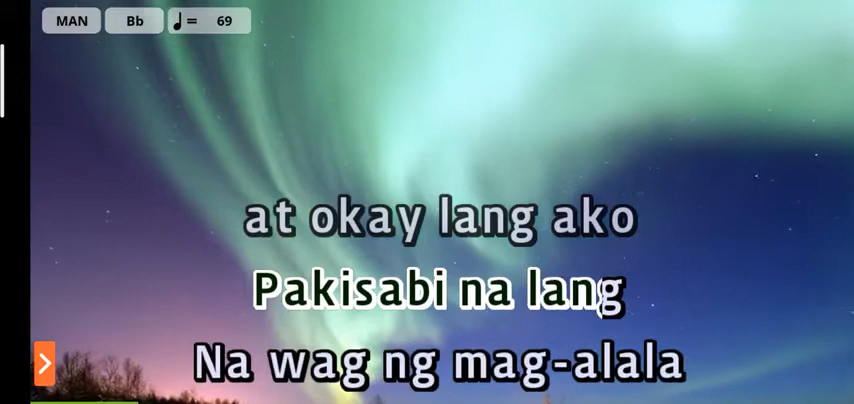 MAN Bb ♩= 69
at okay lang ako
Pakisabi na lang
Na wag ng mag-alala